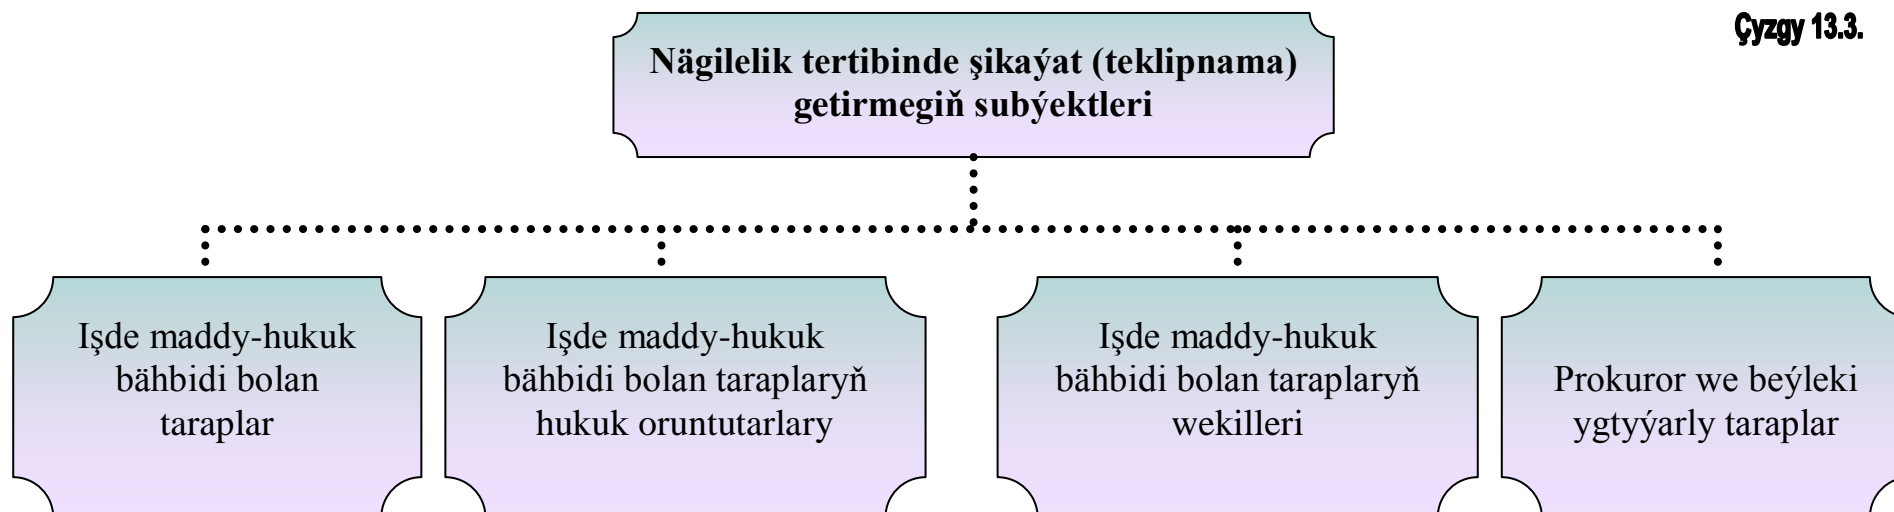 Çyzgy 13.3.
Nägilelik tertibinde şikaýat (teklipnama)
getirmegiň subýektleri
Işde maddy-hukuk
bähbidi bolan
taraplar
Işde maddy-hukuk
bähbidi bolan taraplaryň
hukuk oruntutarlary
Işde maddy-hukuk
bähbidi bolan taraplaryň
wekilleri
Prokuror we beýleki
ygtyýarly taraplar